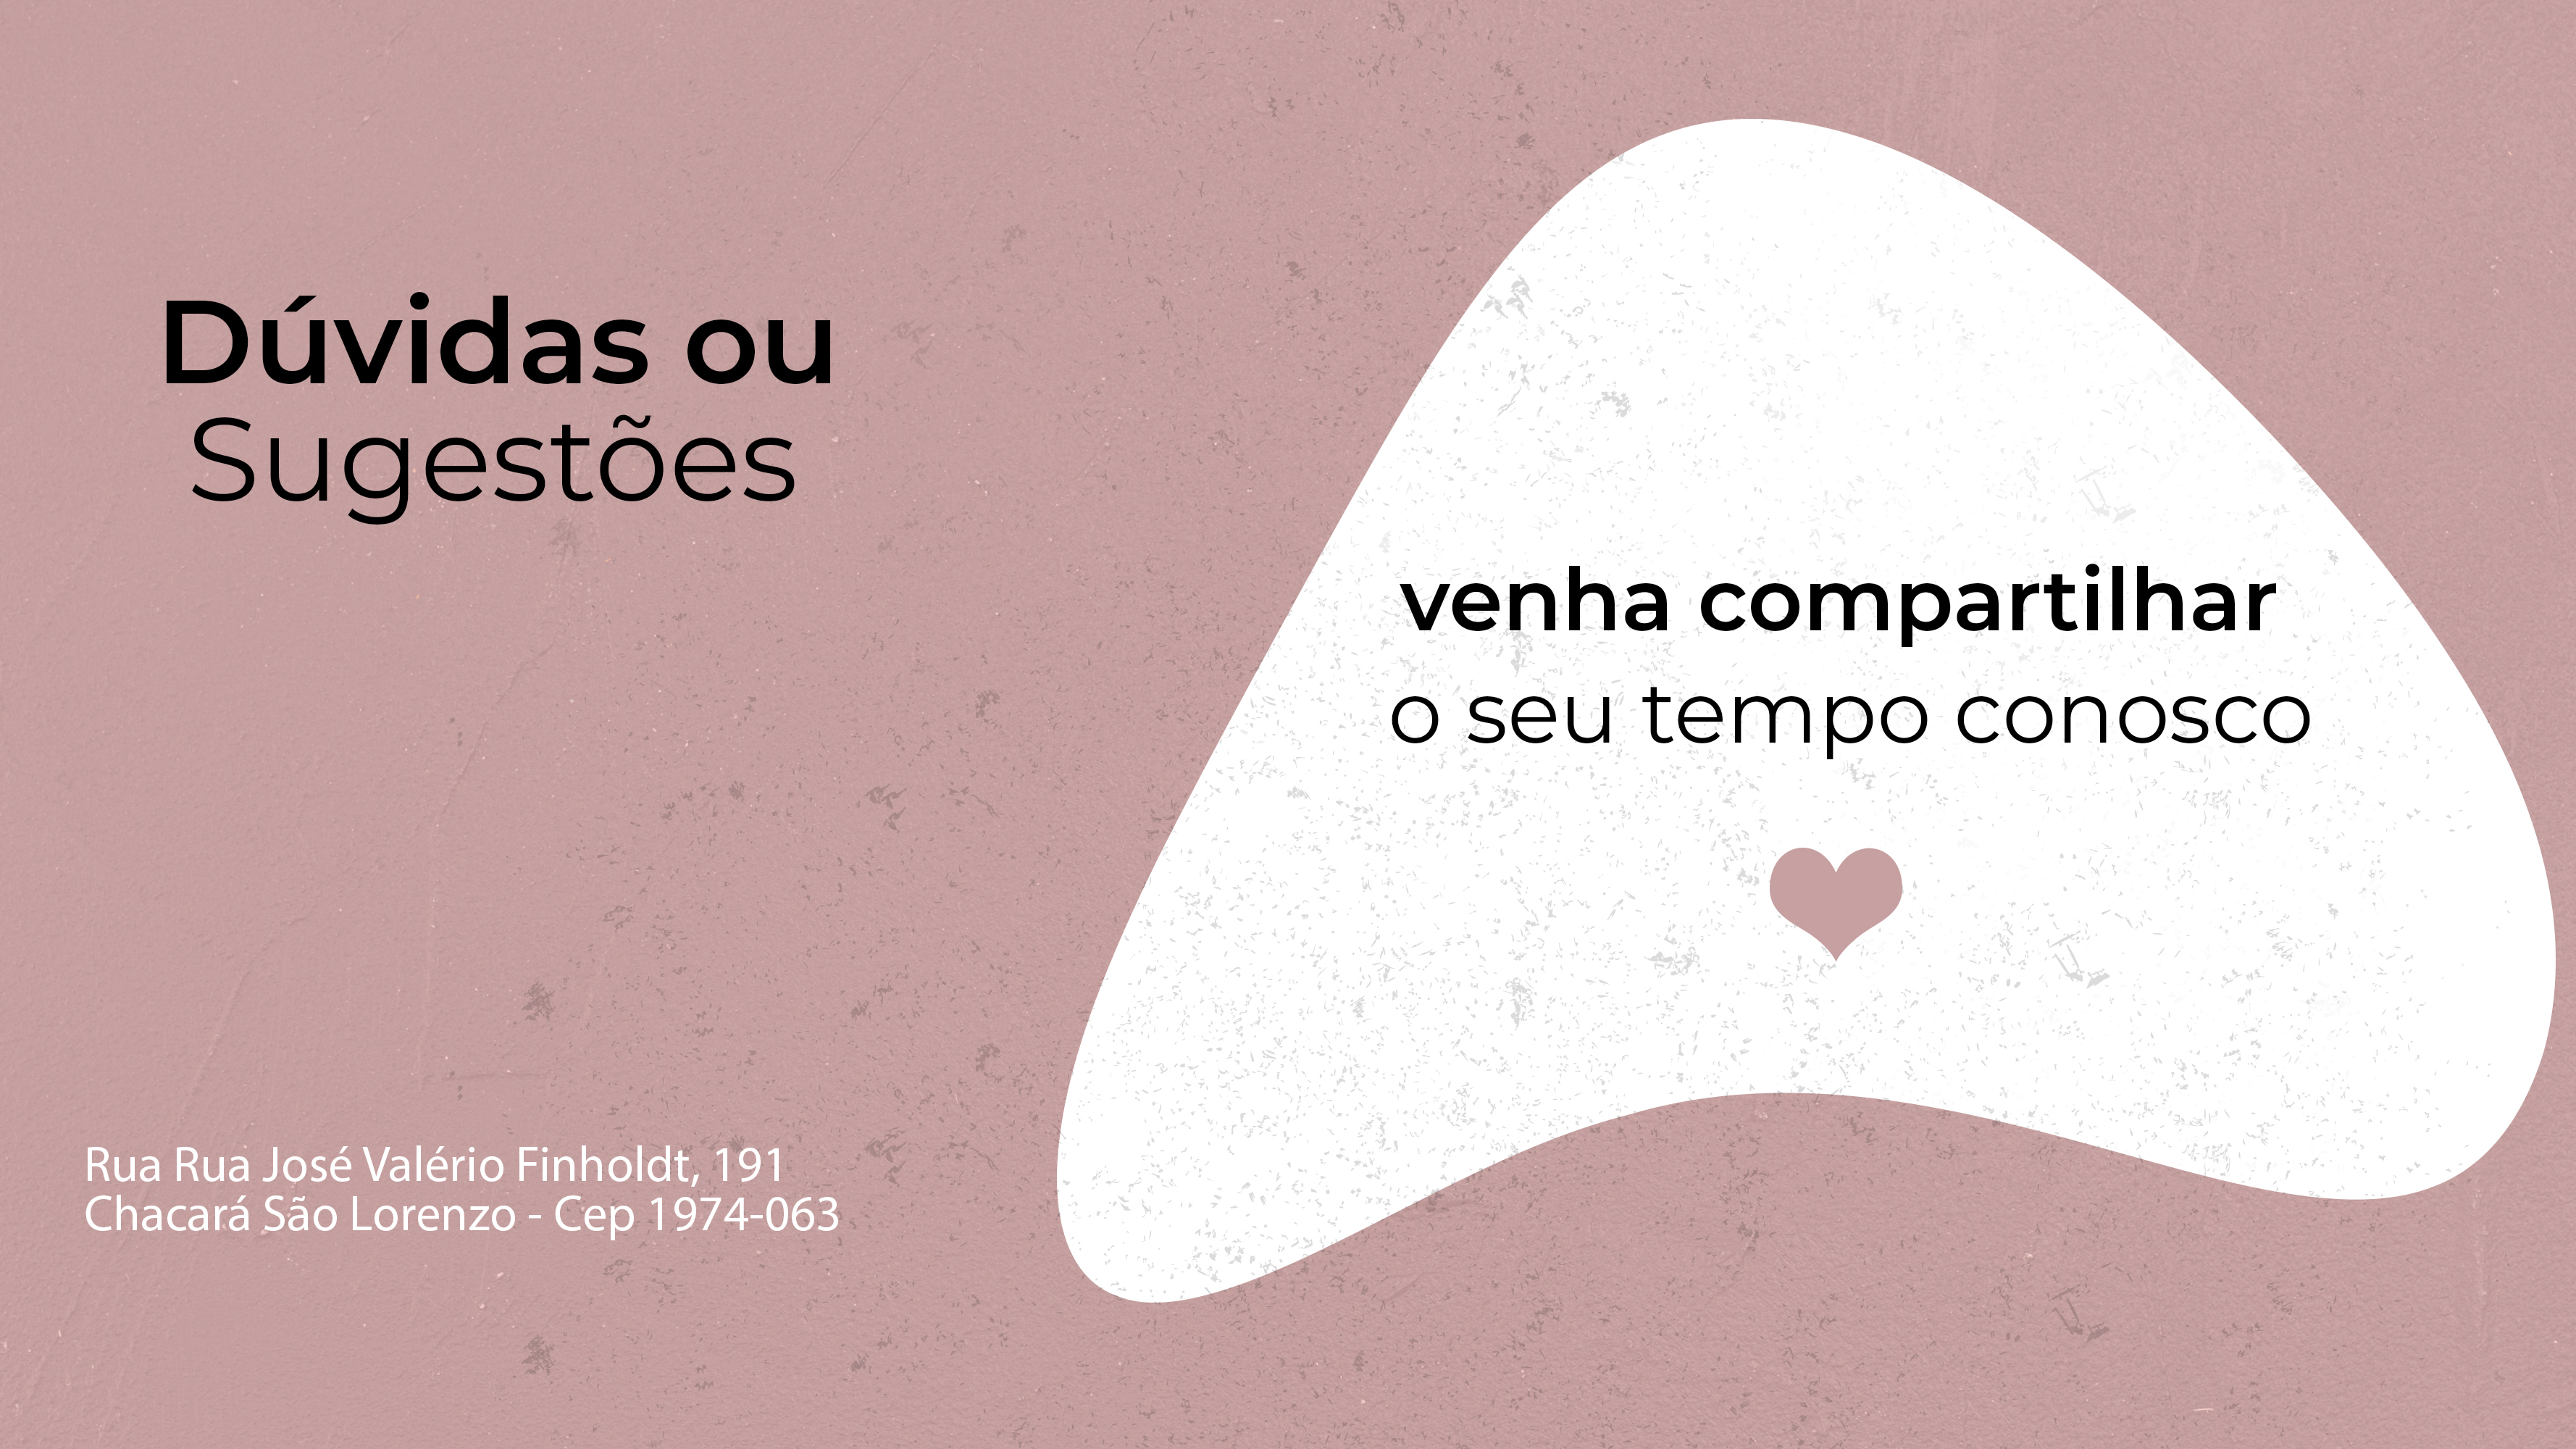 Dúvidas ou
Sugestões
venha compartilhar
o seu tempo conosco
Rua Rua José Valério Finholdt, 191
Chacará São Lorenzo - Cep 1974-063